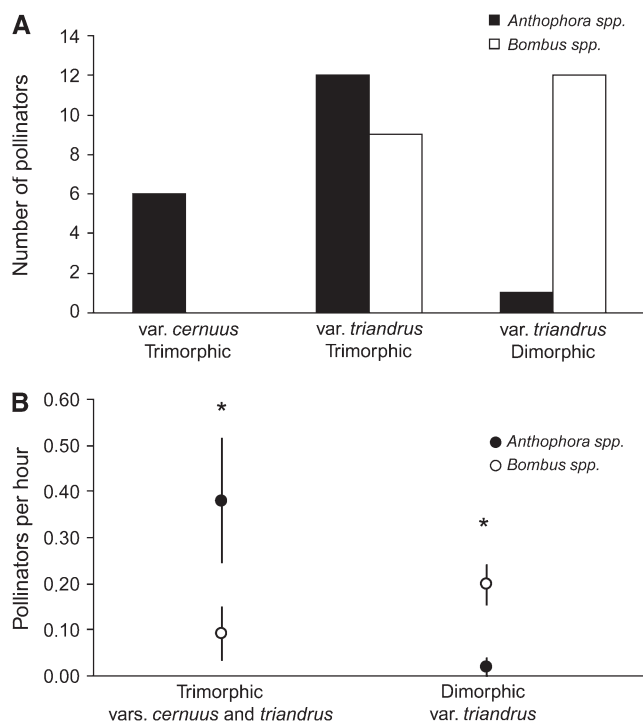 A
Anthophora spp.
Bombus spp.
Number of pollinators
14
12
10
8
6
4
2
0
var. cernuus
Trimorphic
var. triandrus
Trimorphic
var. triandrus
Dimorphic
B
Anthophora spp.
Bombus spp.
Pollinators per hour
0.60
0.50
0.40
0.30
0.20
0.10
0.00
*
*
Trimorphic
vars. cernuus and triandrus
Dimorphic
var. triandrus